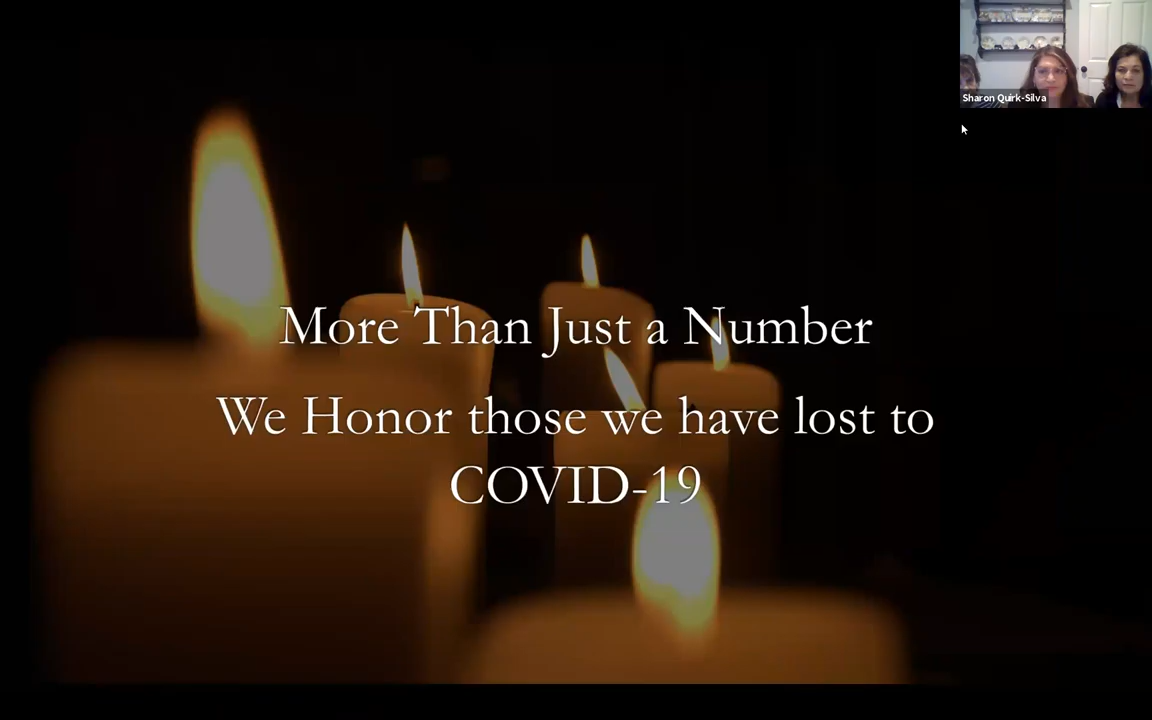 Sharon Quirk-Silva
More Than Just a Number
We Honor those we have lost to
COVID-19